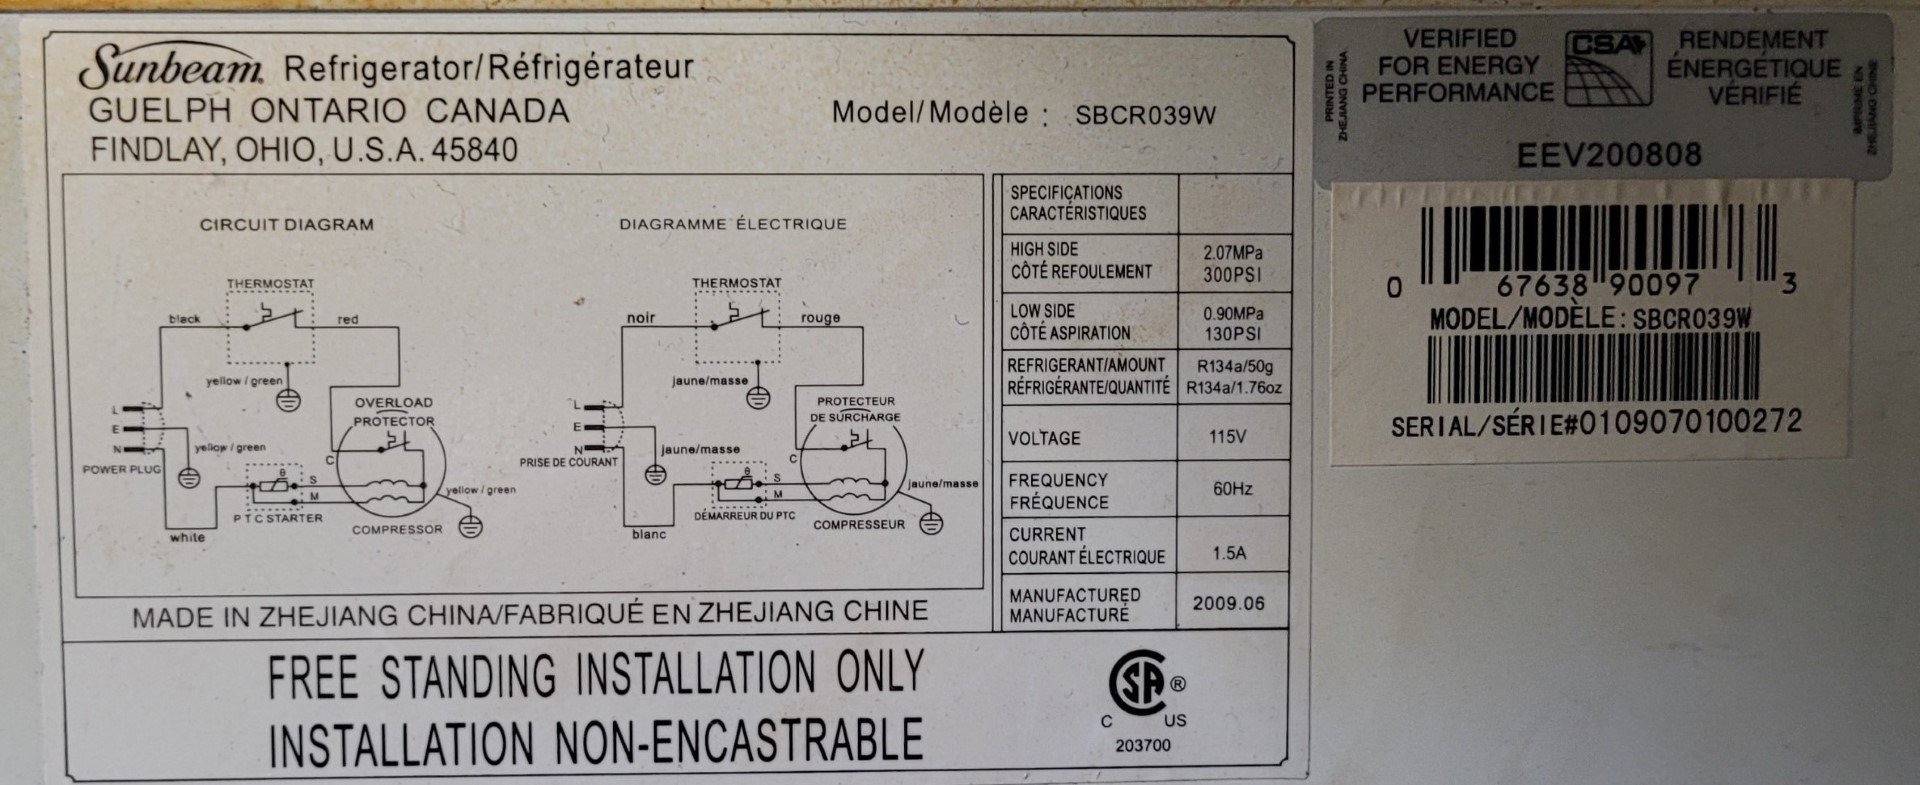 Sunbeam. Refrigerator/Réfrigérateur
GUELPH ONTARIO CANADA
FINDLAY, OHIO, U.S.A. 45840
Model/Modèle : SBCR039W
CIRCUIT DIAGRAM
THERMOSTAT
black
red
yellow / green
OVERLOAD
PROTECTOR
L
E
N
POWER PLUG
yellow / green
C
θ
S
M
PTC STARTER
white
COMPRESSOR
yellow / green
DIAGRAMME ÉLECTRIQUE
THERMOSTAT
noir
rouge
jaune/masse
PROTECTEUR
DE SURCHARGE
L
E
N
PRISE DE COURANT
jaune/masse
C
θ
S
M
DÉMARREUR DU PTC
blanc
COMPRESSEUR
jaune/masse
SPECIFICATIONS
CARACTÉRISTIQUES
HIGH SIDE 2.07MPa
CÔTÉ REFOULEMENT 300PSI
LOW SIDE 0.90MPa
CÔTÉ ASPIRATION 130PSI
REFRIGERANT/AMOUNT R134a/50g
RÉFRIGÉRANTE/QUANTITÉ R134a/1.76oz
VOLTAGE 115V
FREQUENCY
FRÉQUENCE 60Hz
CURRENT
COURANT ÉLECTRIQUE 1.5A
MANUFACTURED
MANUFACTURÉ 2009.06
MADE IN ZHEJIANG CHINA/FABRIQUÉ EN ZHEJIANG CHINE
FREE STANDING INSTALLATION ONLY
INSTALLATION NON-ENCASTRABLE
CSA ®
C US
203700
PRINTED IN
ZHEJIANG CHINA
VERIFIED
FOR ENERGY
PERFORMANCE
CSA
RENDEMENT
ÉNERGÉTIQUE
VÉRIFIÉ
IMPRIMÉ EN
ZHEJIANG CHINE
EEV200808
0 67638 90097 3
MODEL/MODÈLE: SBCR039W
SERIAL/SÉRIE#0109070100272